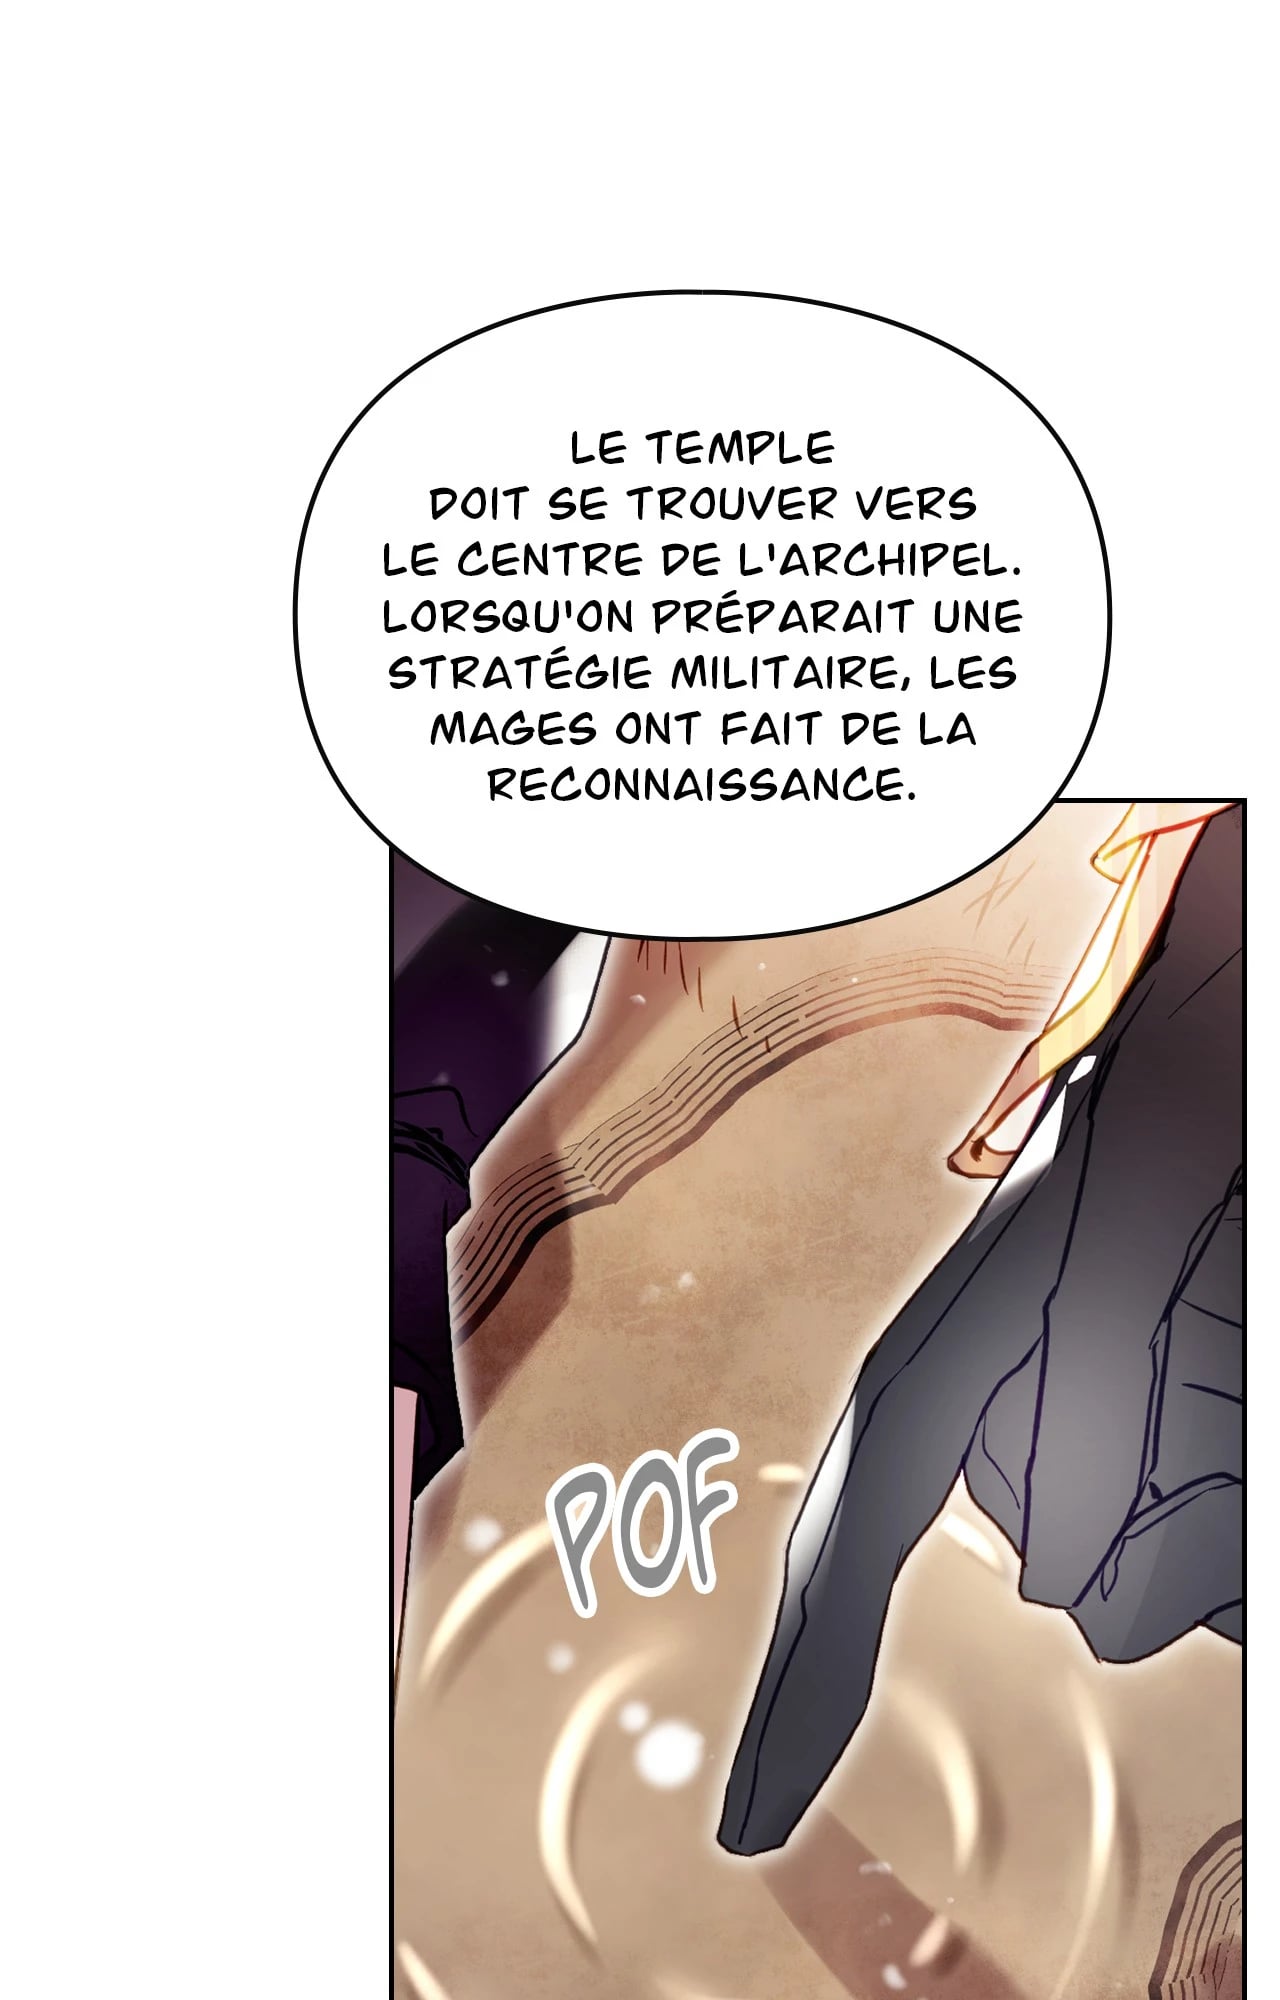 LE TEMPLE
DOIT SE TROUVER VERS
LE CENTRE DE L'ARCHIPEL.
LORSQU'ON PRÉPARAIT UNE
STRATÉGIE MILITAIRE, LES
MAGES ONT FAIT DE LA
RECONNAISSANCE.
POF